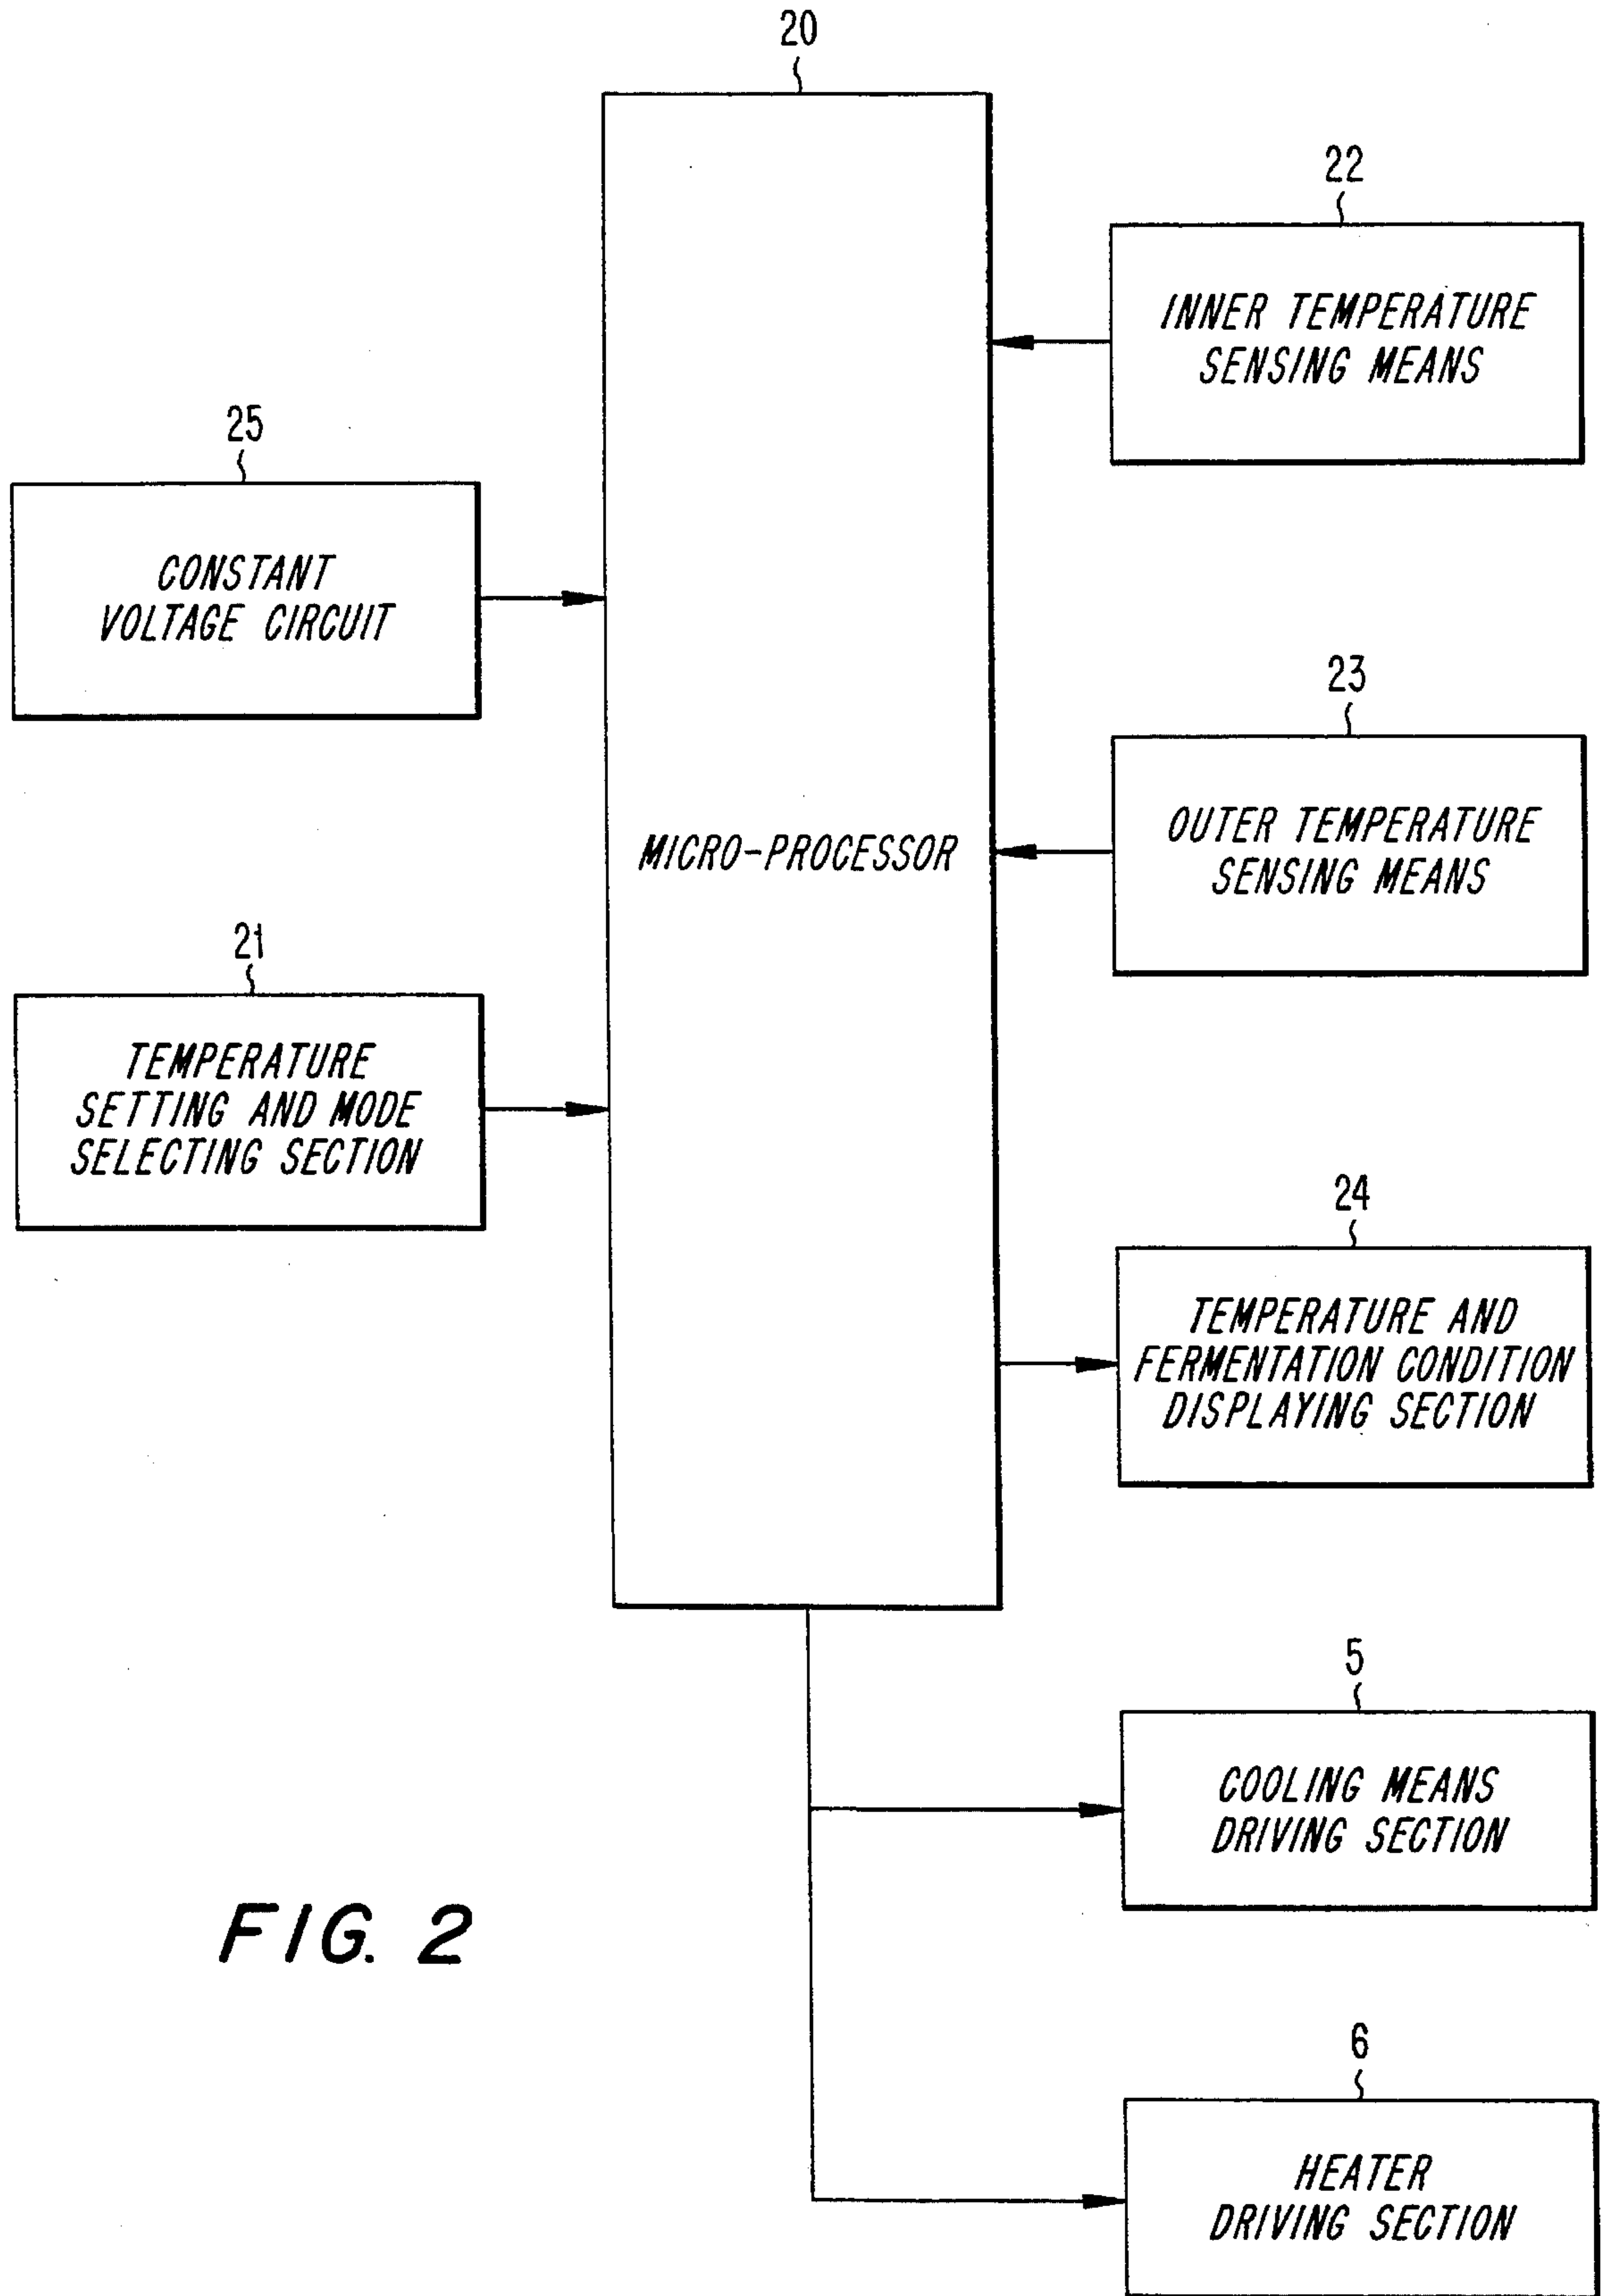 20
22
INNER TEMPERATURE
SENSING MEANS
25
CONSTANT
VOLTAGE CIRCUIT
23
MICRO-PROCESSOR
OUTER TEMPERATURE
SENSING MEANS
21
TEMPERATURE
SETTING AND MODE
SELECTING SECTION
24
TEMPERATURE AND
FERMENTATION CONDITION
DISPLAYING SECTION
5
COOLING MEANS
DRIVING SECTION
FIG. 2
6
HEATER
DRIVING SECTION